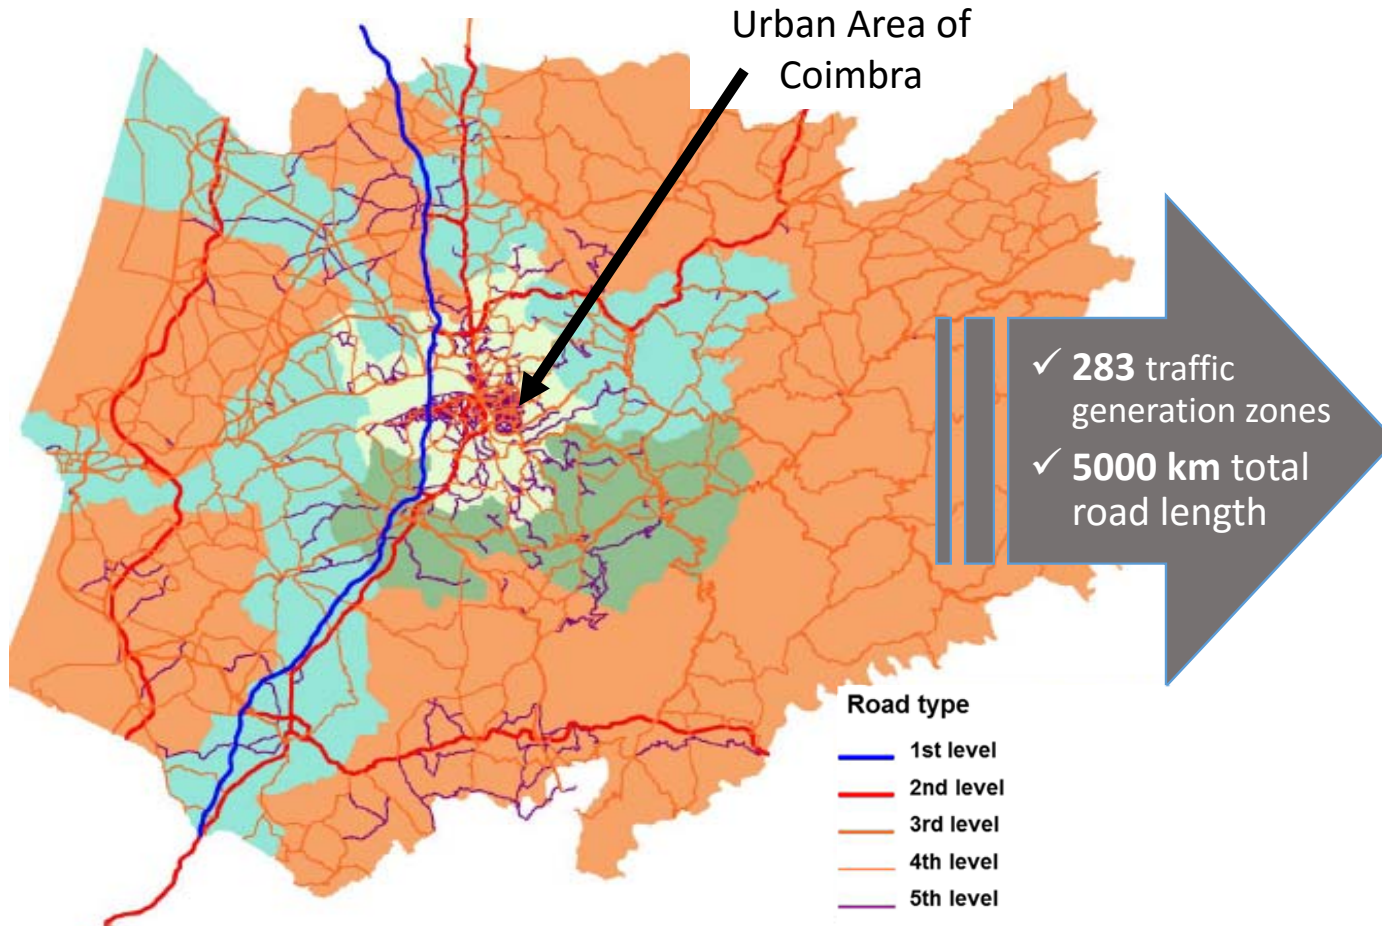 Urban Area of
Coimbra
✓ 283 traffic
generation zones
✓ 5000 km total
road length
Road type
1st level
2nd level
3rd level
4th level
5th level